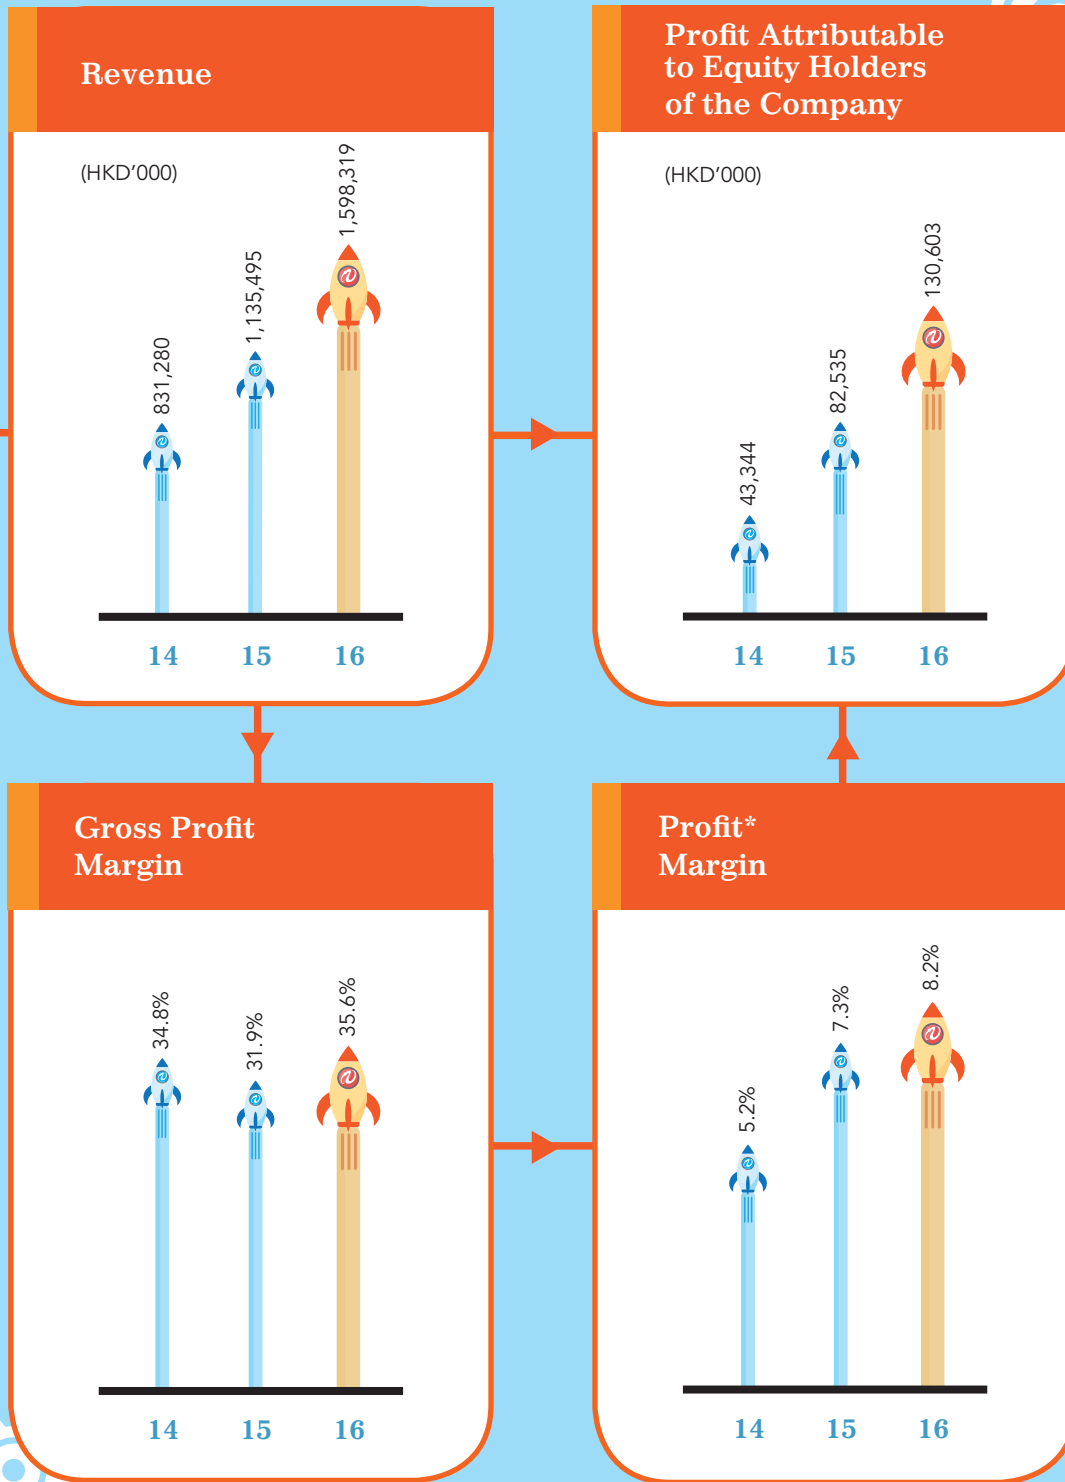 Revenue
(HKD'000)
831,280
1,135,495
1,598,319
14 15 16
Profit Attributable
to Equity Holders
of the Company
(HKD'000)
43,344
82,535
130,603
14 15 16
Gross Profit
Margin
34.8%
31.9%
35.6%
14 15 16
Profit*
Margin
5.2%
7.3%
8.2%
14 15 16